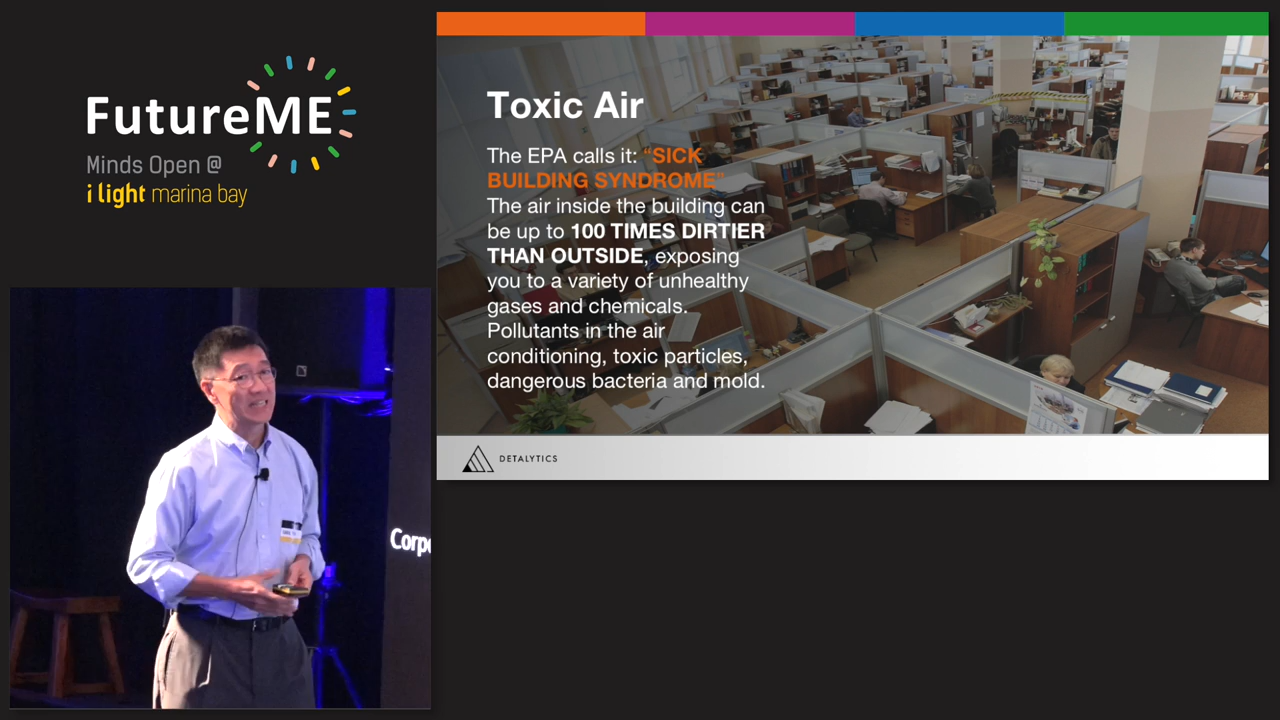 FutureME
Minds Open @
i light marina bay
Toxic Air
The EPA calls it: “SICK
BUILDING SYNDROME”
The air inside the building can
be up to 100 TIMES DIRTIER
THAN OUTSIDE, exposing
you to a variety of unhealthy
gases and chemicals.
Pollutants in the air
conditioning, toxic particles,
dangerous bacteria and mold.
DETALYTICS
Corpo